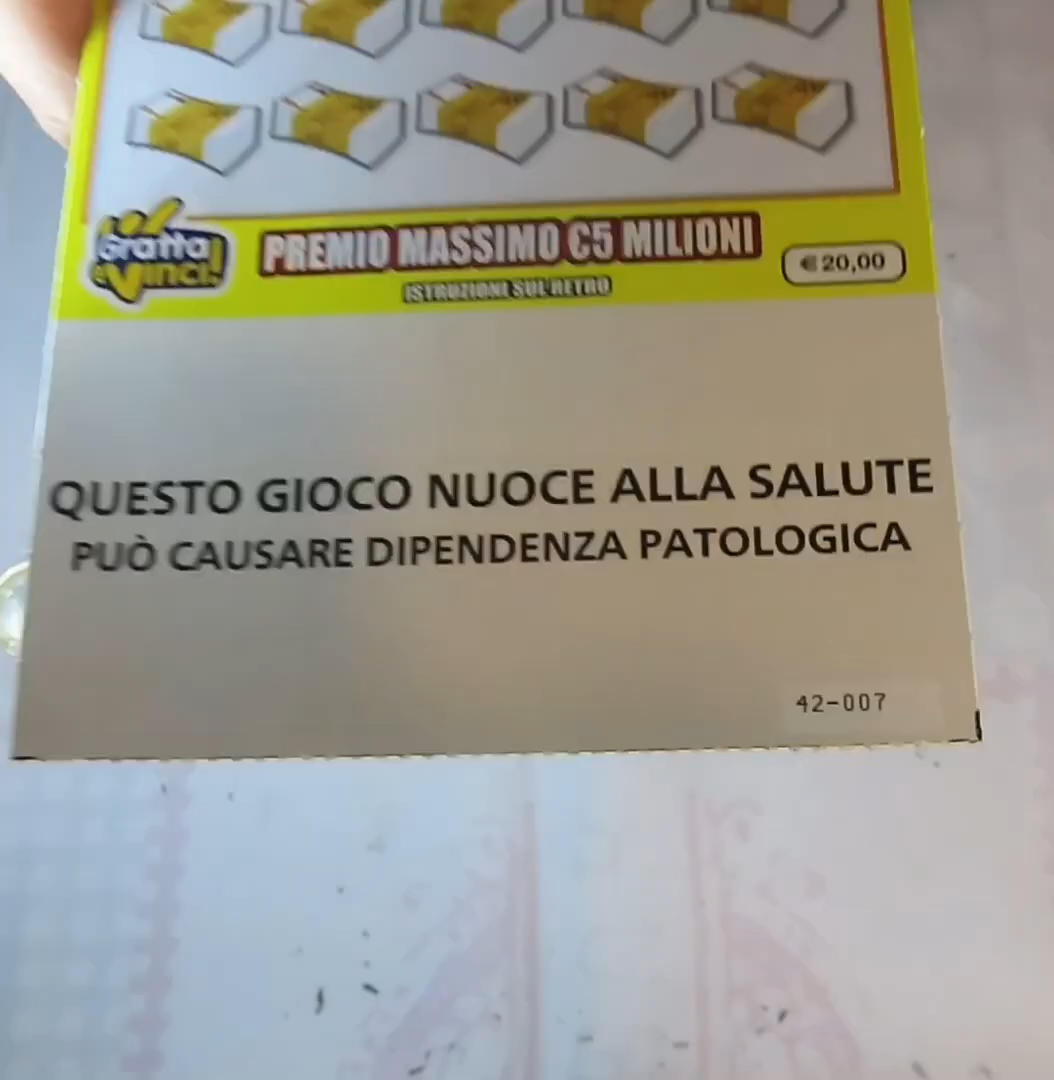 Gratta
e Vinci!
PREMIO MASSIMO €5 MILIONI
€20,00
ISTRUZIONI SUL RETRO
QUESTO GIOCO NUOCE ALLA SALUTE
PUÒ CAUSARE DIPENDENZA PATOLOGICA
42-007